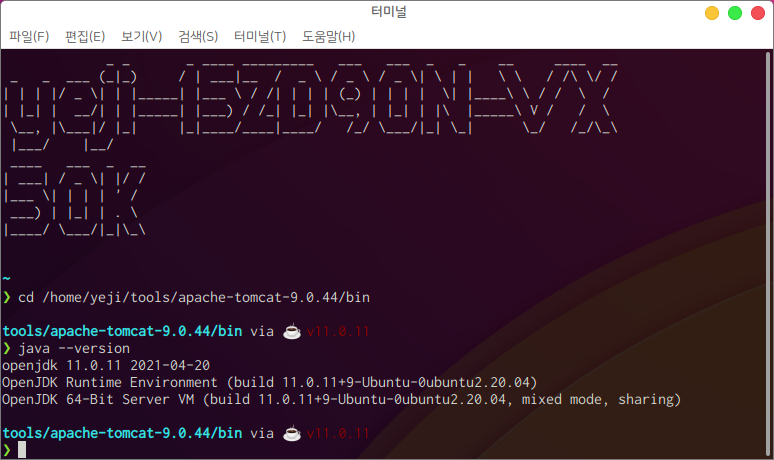 터미널
파일(F) 편집(E) 보기(V) 검색(S) 터미널(T) 도움말(H)
~
❯ cd /home/yeji/tools/apache-tomcat-9.0.44/bin
tools/apache-tomcat-9.0.44/bin via ☕ v11.0.11
❯ java --version
openjdk 11.0.11 2021-04-20
OpenJDK Runtime Environment (build 11.0.11+9-Ubuntu-0ubuntu2.20.04)
OpenJDK 64-Bit Server VM (build 11.0.11+9-Ubuntu-0ubuntu2.20.04, mixed mode, sharing)
tools/apache-tomcat-9.0.44/bin via ☕ v11.0.11
❯